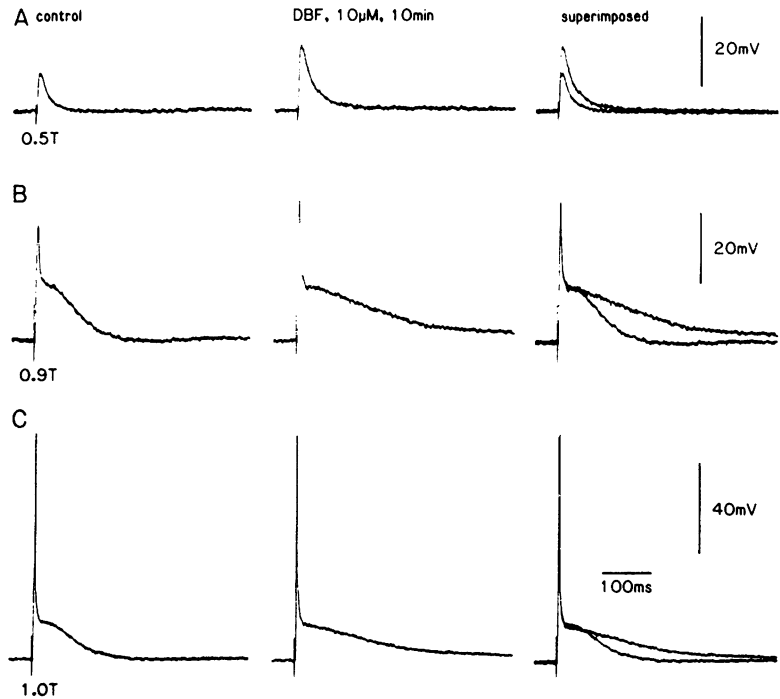 A control DBF, 10µM, 10min superimposed
20mV
0.5T
B
20mV
0.9T
C
40mV
100ms
1.0T